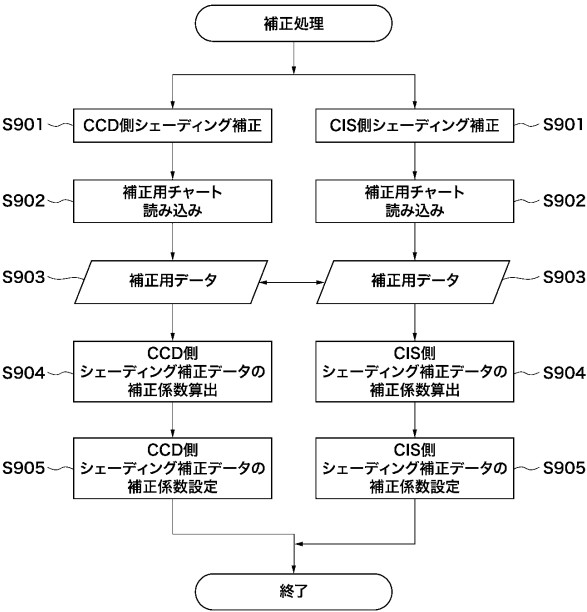 補正処理
S901
CCD側シェーディング補正
CIS側シェーディング補正
S901
S902
補正用チャート
読み込み
補正用チャート
読み込み
S902
S903
補正用データ
補正用データ
S903
S904
CCD側
シェーディング補正データの
補正係数算出
CIS側
シェーディング補正データの
補正係数算出
S904
S905
CCD側
シェーディング補正データの
補正係数設定
CIS側
シェーディング補正データの
補正係数設定
S905
終了